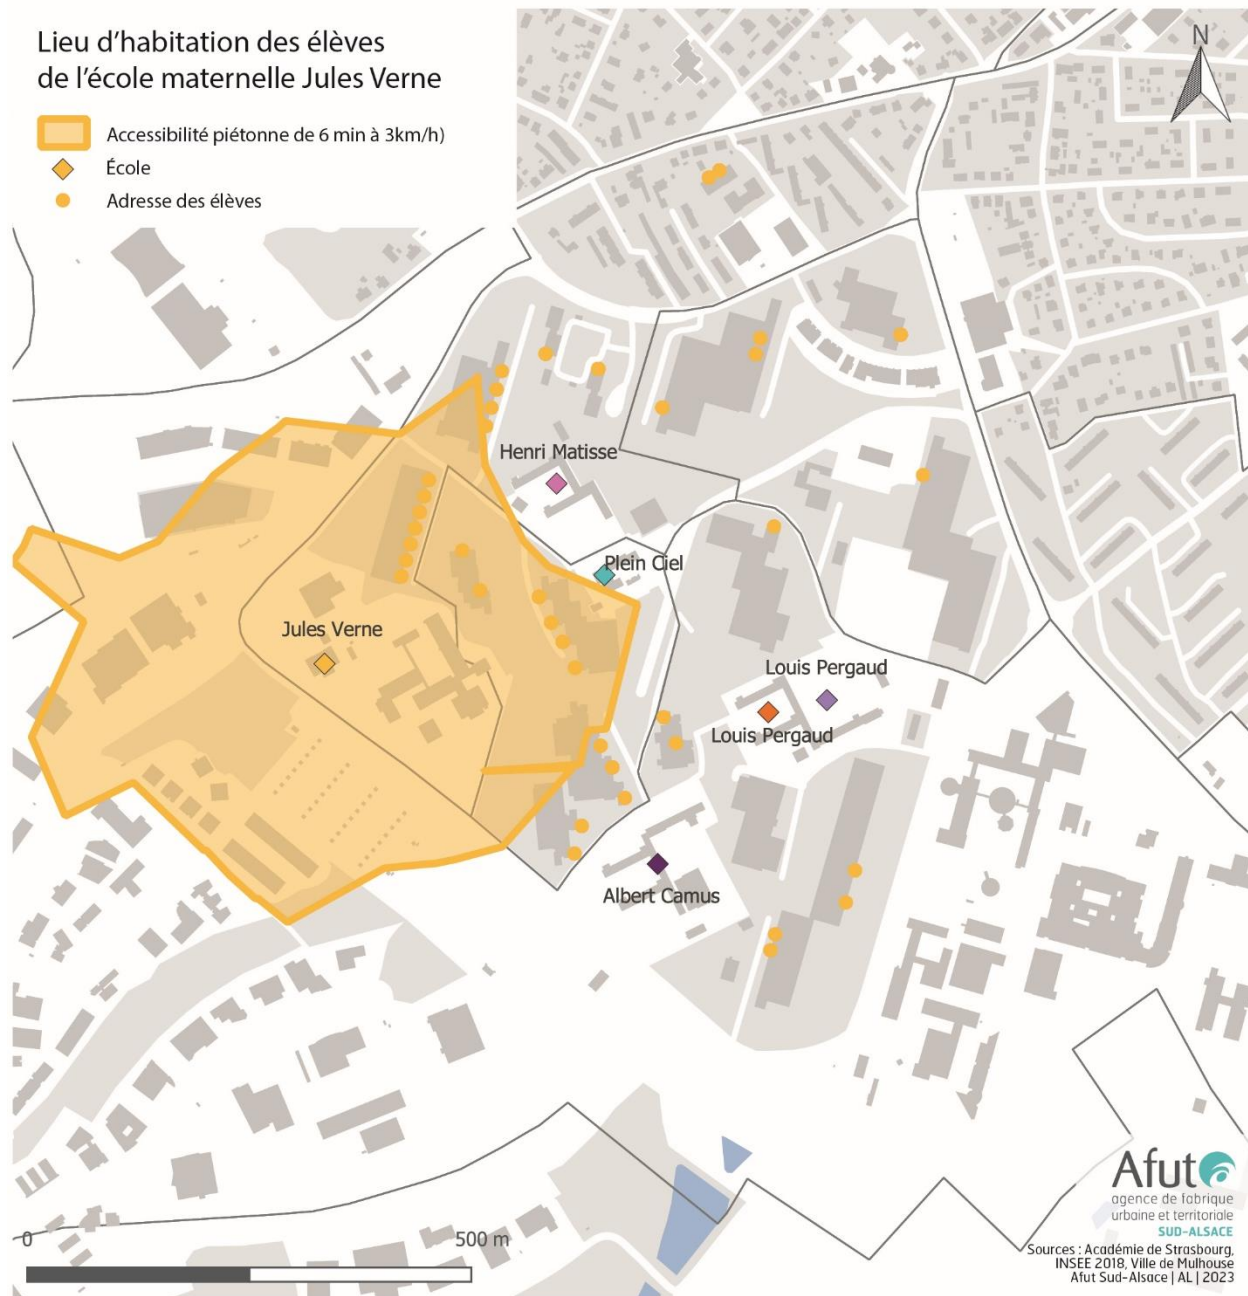 Lieu d'habitation des élèves
de l'école maternelle Jules Verne
Accessibilité piétonne de 6 min à 3km/h)
École
Adresse des élèves
N
Henri Matisse
Plein Ciel
Jules Verne
Louis Pergaud
Louis Pergaud
Albert Camus
0
500 m
Afut
agence de fabrique
urbaine et territoriale
SUD-ALSACE
Sources : Académie de Strasbourg,
INSEE 2018, Ville de Mulhouse
Afut Sud-Alsace | AL | 2023